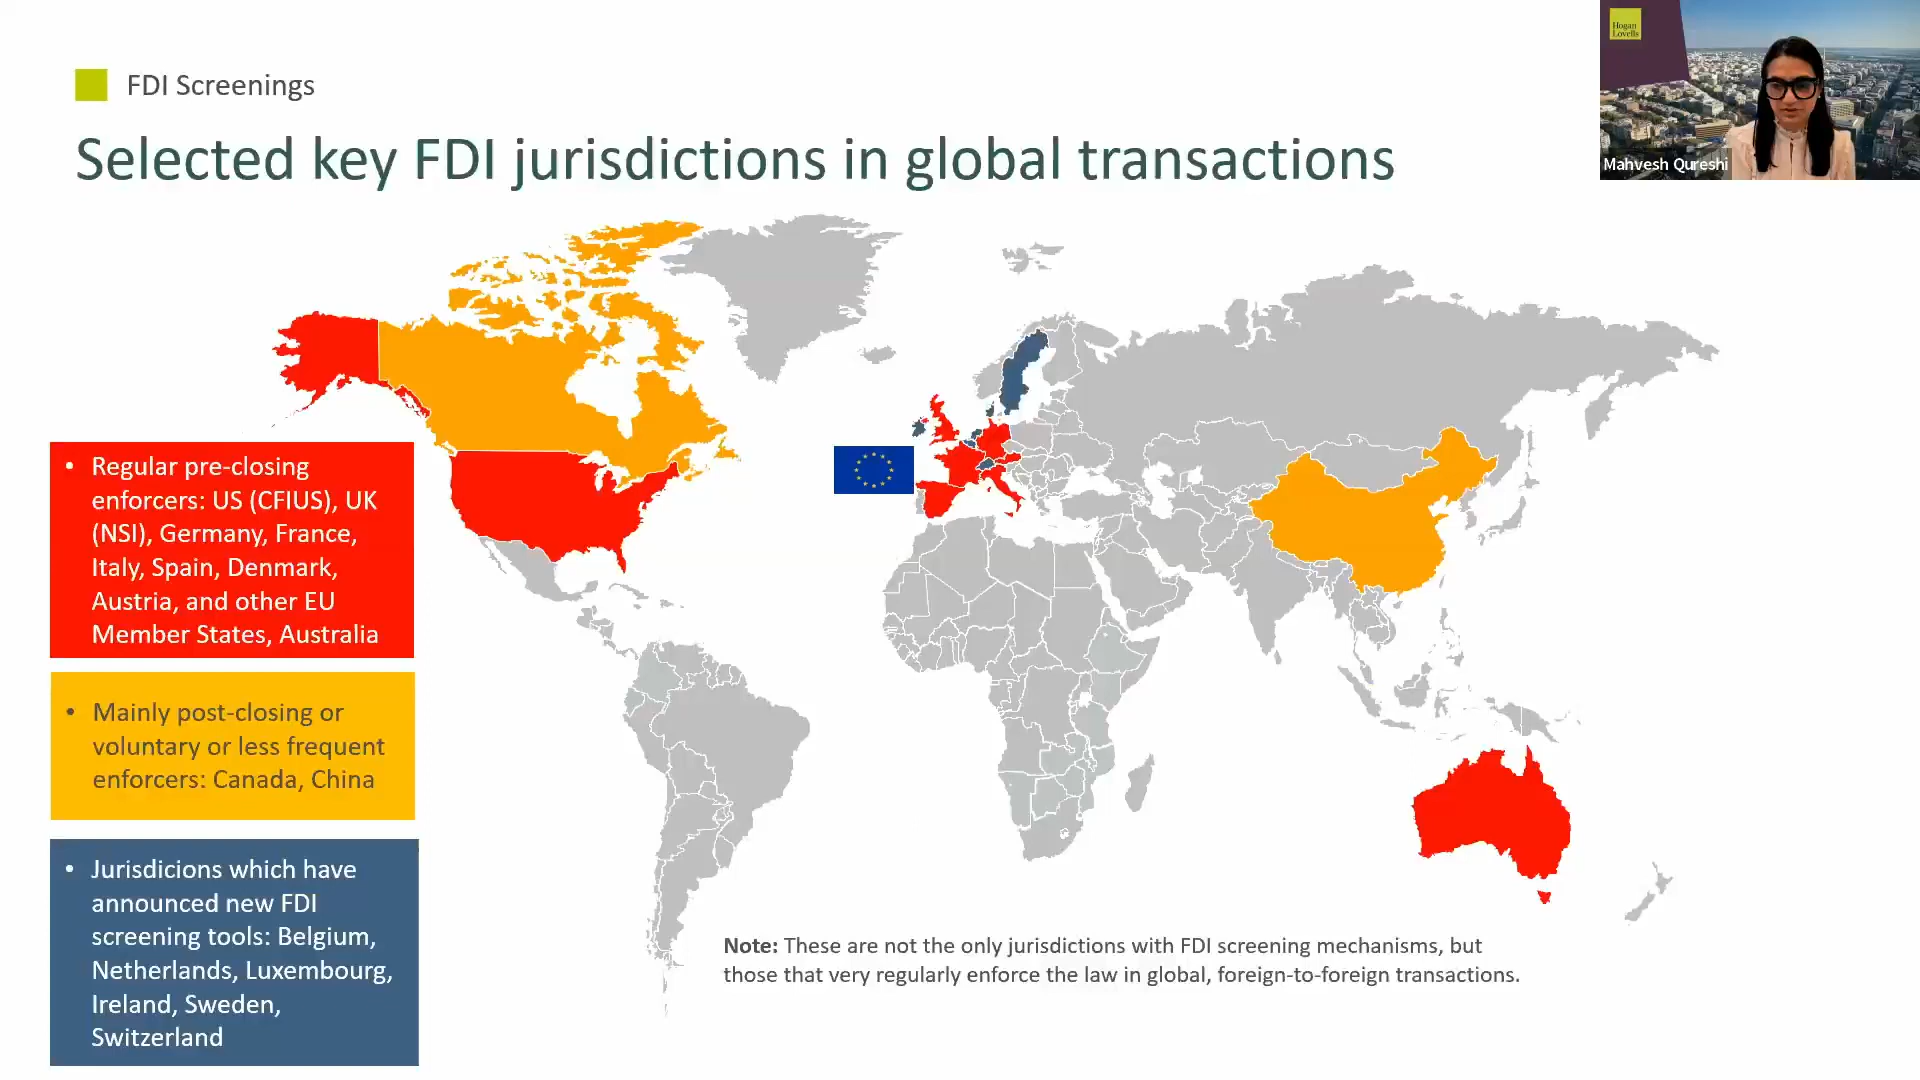 FDI Screenings
Selected key FDI jurisdictions in global transactions
Hogan
Lovells
Mahvesh Qureshi
• Regular pre-closing
enforcers: US (CFIUS), UK
(NSI), Germany, France,
Italy, Spain, Denmark,
Austria, and other EU
Member States, Australia
• Mainly post-closing or
voluntary or less frequent
enforcers: Canada, China
• Jurisdicions which have
announced new FDI
screening tools: Belgium,
Netherlands, Luxembourg,
Ireland, Sweden,
Switzerland
Note: These are not the only jurisdictions with FDI screening mechanisms, but
those that very regularly enforce the law in global, foreign-to-foreign transactions.